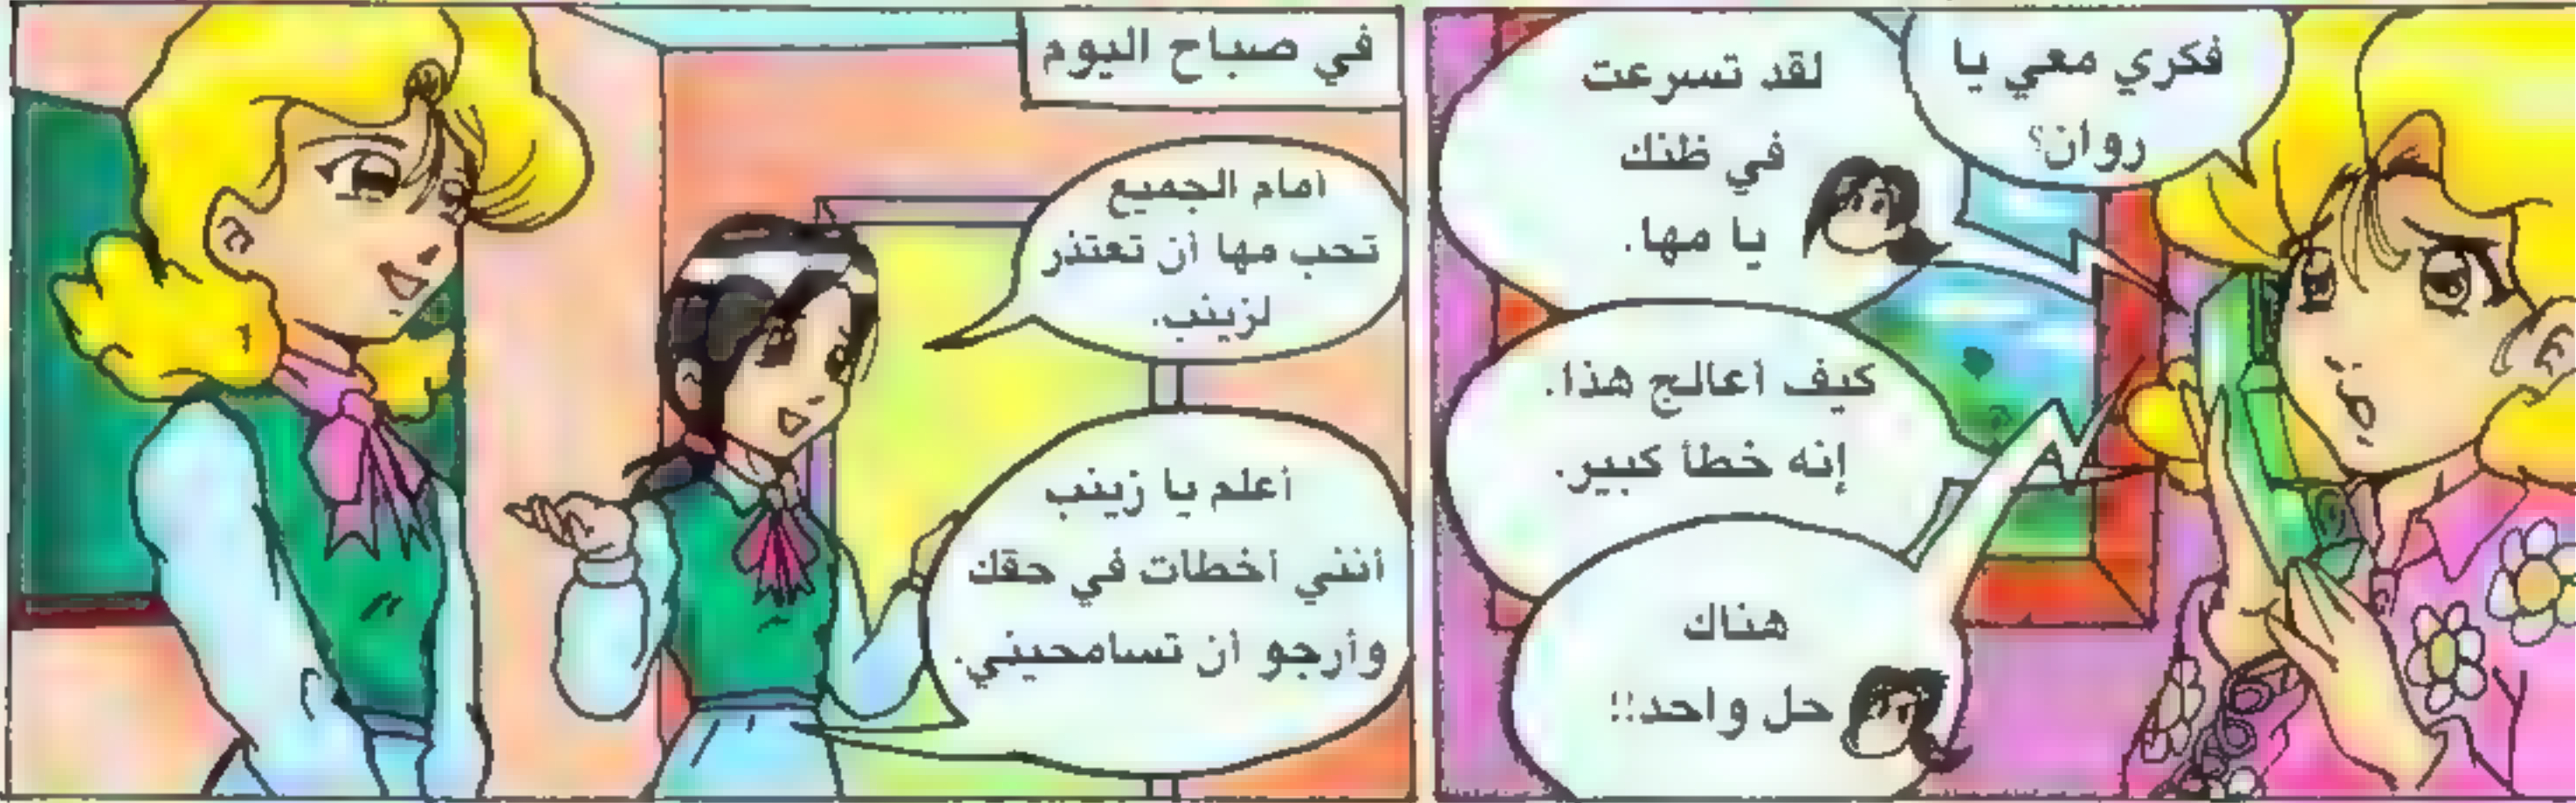 فكري معي يا
روان؟
لقد تسرعت
في ظنك
يا مها.
كيف أعالج هذا.
إنه خطأ كبير.
هناك
حل واحد!!
في صباح اليوم
أمام الجميع
تحب مها أن تعتذر
لزينب.
أعلم يا زينب
أنني أخطات في حقك
وأرجو أن تسامحيني.